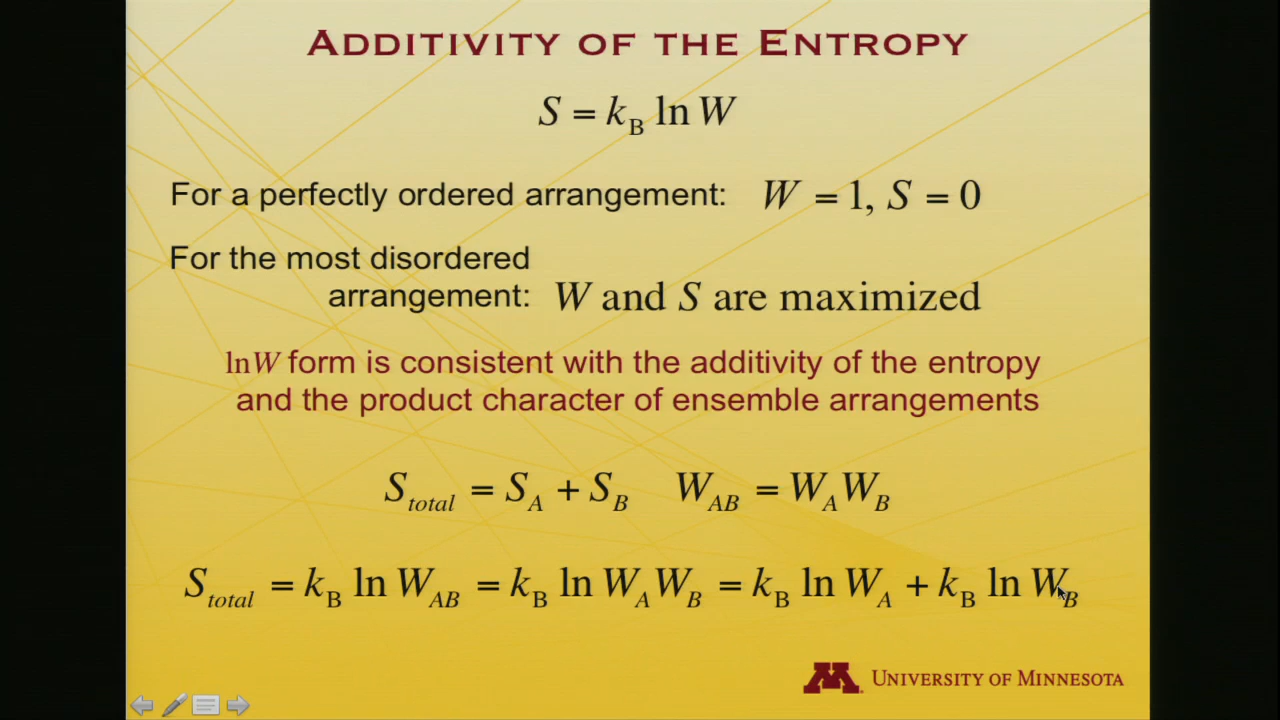 ADDITIVITY OF THE ENTROPY
S = k_B ln W
For a perfectly ordered arrangement: W = 1, S = 0
For the most disordered
arrangement: W and S are maximized
lnW form is consistent with the additivity of the entropy
and the product character of ensemble arrangements
S_total = S_A + S_B W_AB = W_A W_B
S_total = k_B ln W_AB = k_B ln W_A W_B = k_B ln W_A + k_B ln W_B
M UNIVERSITY OF MINNESOTA